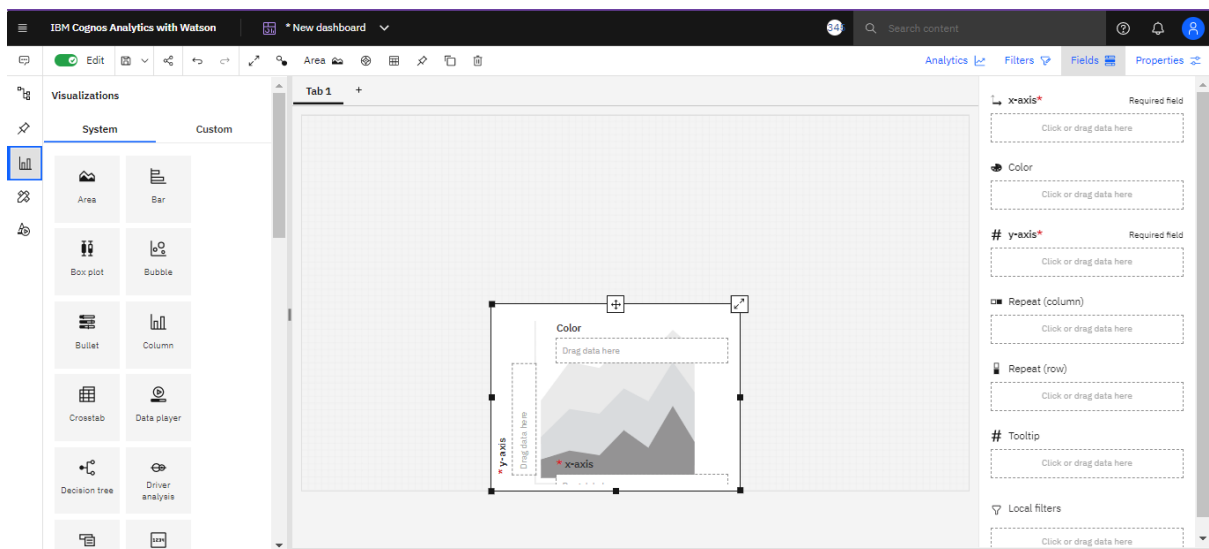 IBM Cognos Analytics with Watson
* New dashboard
Search content
Edit
Area
Analytics
Filters
Fields
Properties
Visualizations
System
Custom
Area
Bar
Box plot
Bubble
Bullet
Column
Crosstab
Data player
Decision tree
Driver
analysis
1234
Tab 1 +
Color
Drag data here
* y-axis
Drag data here
* x-axis
x-axis*
Required field
Click or drag data here
Color
Click or drag data here
# y-axis*
Required field
Click or drag data here
Repeat (column)
Click or drag data here
Repeat (row)
Click or drag data here
# Tooltip
Click or drag data here
Local filters
Click or drag data here